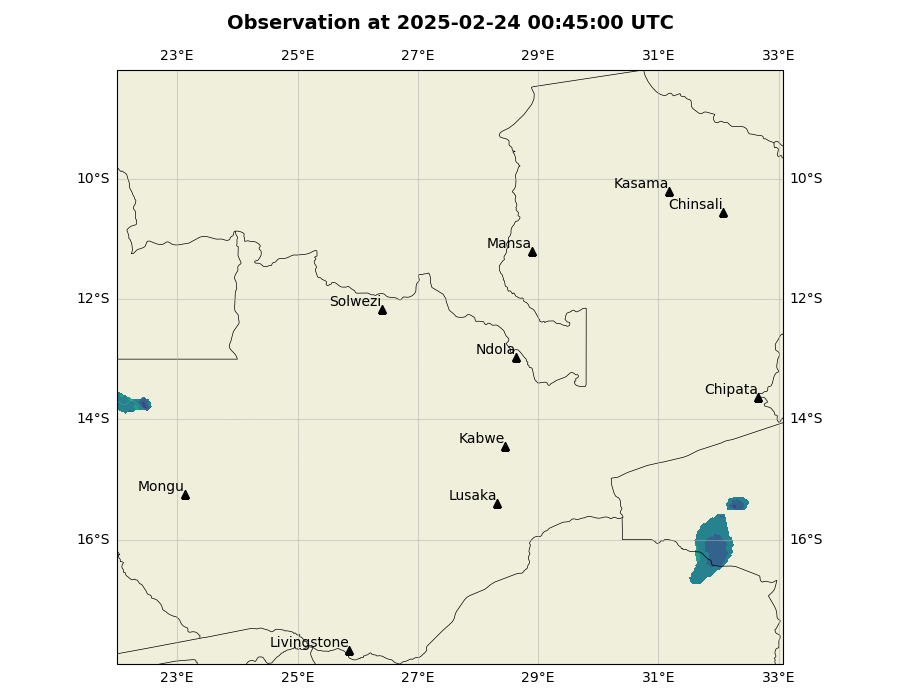 Observation at 2025-02-24 00:45:00 UTC
23°E 25°E 27°E 29°E 31°E 33°E
10°S 10°S
Kasama
Chinsali
Mansa
12°S 12°S
Solwezi
Ndola
Chipata
14°S 14°S
Kabwe
Mongu
Lusaka
16°S 16°S
Livingstone
23°E 25°E 27°E 29°E 31°E 33°E